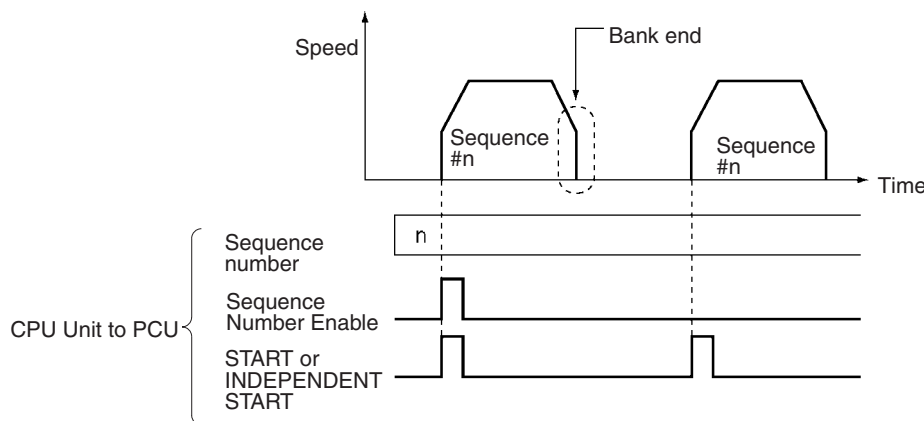 Speed
Bank end
Sequence
#n
Sequence
#n
Time
n
Sequence
number
Sequence
Number Enable
CPU Unit to PCU
START or
INDEPENDENT
START